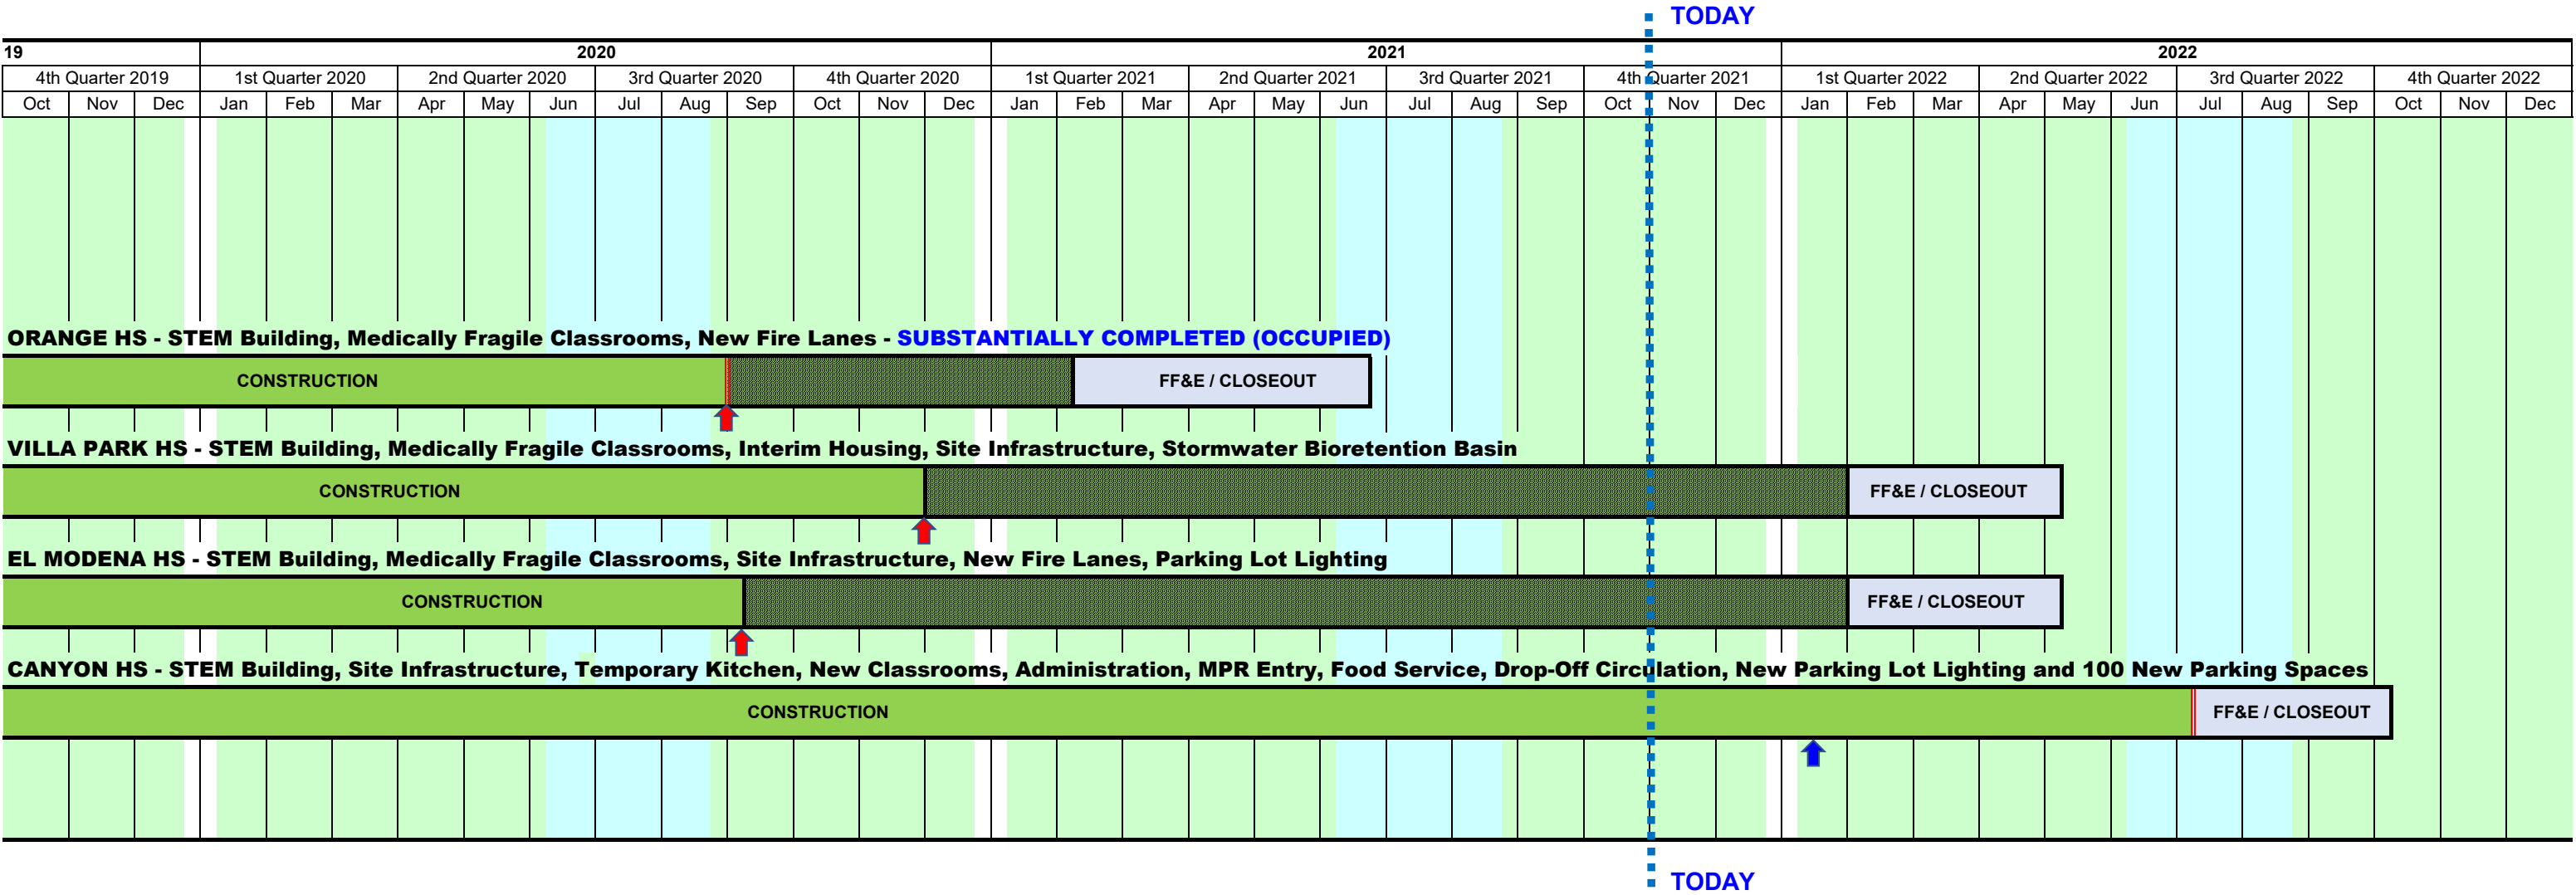 TODAY
19 2020 2021 2022
4th Quarter 2019 1st Quarter 2020 2nd Quarter 2020 3rd Quarter 2020 4th Quarter 2020 1st Quarter 2021 2nd Quarter 2021 3rd Quarter 2021 4th Quarter 2021 1st Quarter 2022 2nd Quarter 2022 3rd Quarter 2022 4th Quarter 2022
Oct Nov Dec Jan Feb Mar Apr May Jun Jul Aug Sep Oct Nov Dec Jan Feb Mar Apr May Jun Jul Aug Sep Oct Nov Dec Jan Feb Mar Apr May Jun Jul Aug Sep Oct Nov Dec
ORANGE HS - STEM Building, Medically Fragile Classrooms, New Fire Lanes - SUBSTANTIALLY COMPLETED (OCCUPIED)
CONSTRUCTION FF&E / CLOSEOUT
VILLA PARK HS - STEM Building, Medically Fragile Classrooms, Interim Housing, Site Infrastructure, Stormwater Bioretention Basin
CONSTRUCTION FF&E / CLOSEOUT
EL MODENA HS - STEM Building, Medically Fragile Classrooms, Site Infrastructure, New Fire Lanes, Parking Lot Lighting
CONSTRUCTION FF&E / CLOSEOUT
CANYON HS - STEM Building, Site Infrastructure, Temporary Kitchen, New Classrooms, Administration, MPR Entry, Food Service, Drop-Off Circulation, New Parking Lot Lighting and 100 New Parking Spaces
CONSTRUCTION FF&E / CLOSEOUT
TODAY